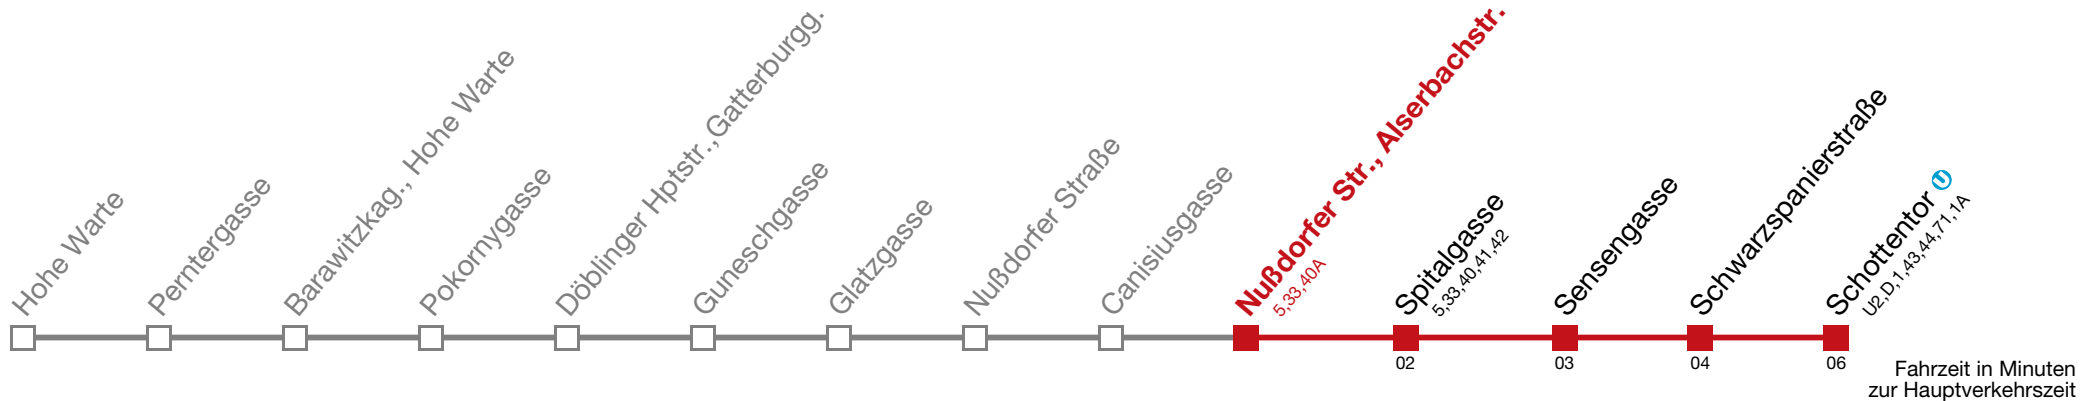 Hohe Warte
Perntergasse
Barawitzkag., Hohe Warte
Pokornygasse
Döblinger Hptstr.,Gatterburgg.
Guneschgasse
Glatzgasse
Nußdorfer Straße
Canisiusgasse
Nußdorfer Str., Alserbachstr.
5,33,40A
Spitalgasse
5,33,40,41,42
Sensengasse
Schwarzspanierstraße
Schottentor U
U2,D,1,43,44,71,1A
02
03
04
06
Fahrzeit in Minuten
zur Hauptverkehrszeit